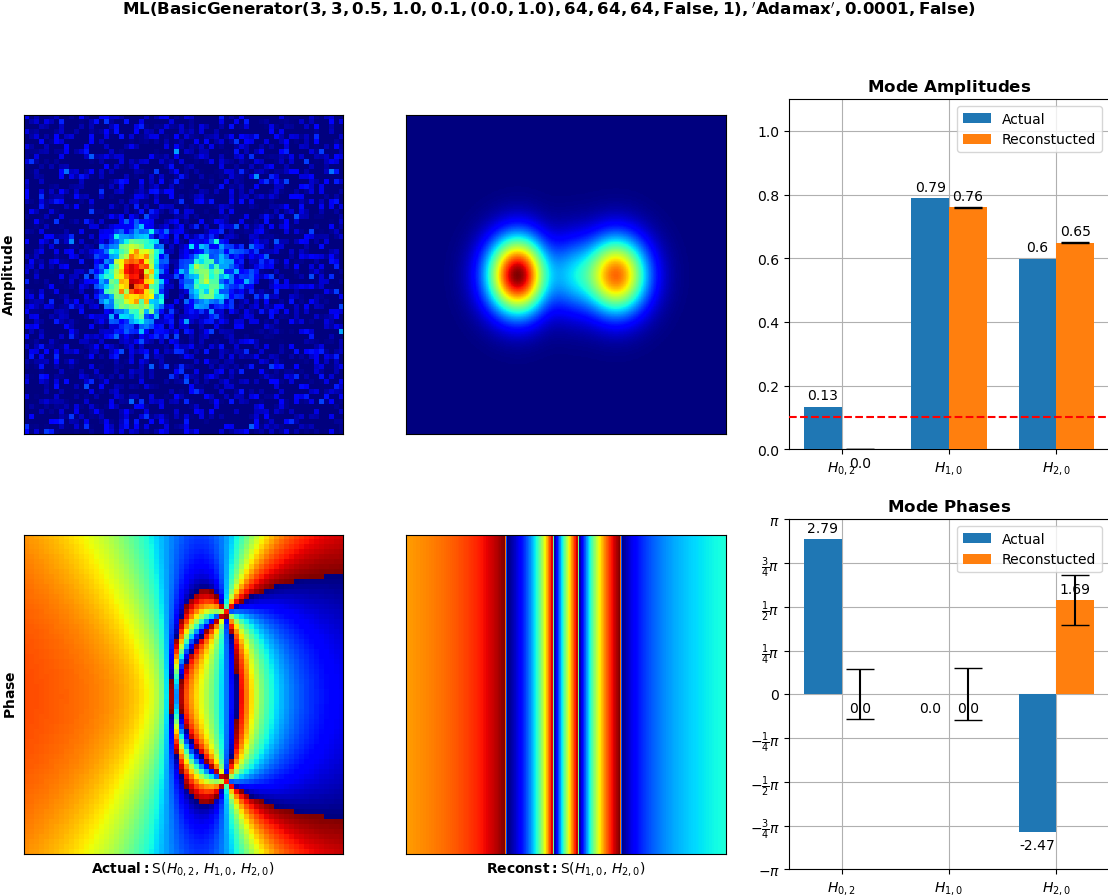 ML(BasicGenerator(3, 3, 0.5, 1.0, 0.1, (0.0, 1.0), 64, 64, 64, False, 1), ′Adamax′, 0.0001, False)
Mode Amplitudes
Amplitude
Actual
Reconstucted
1.0
0.8
0.6
0.4
0.2
0.0
0.13
0.0
0.79
0.76
0.6
0.65
H0,2
H1,0
H2,0
Mode Phases
Phase
Actual
Reconstucted
π
3/4π
1/2π
1/4π
0
−1/4π
−1/2π
−3/4π
−π
2.79
0.0
0.0
0.0
1.69
-2.47
H0,2
H1,0
H2,0
Actual: S(H0,2, H1,0, H2,0)
Reconst: S(H1,0, H2,0)